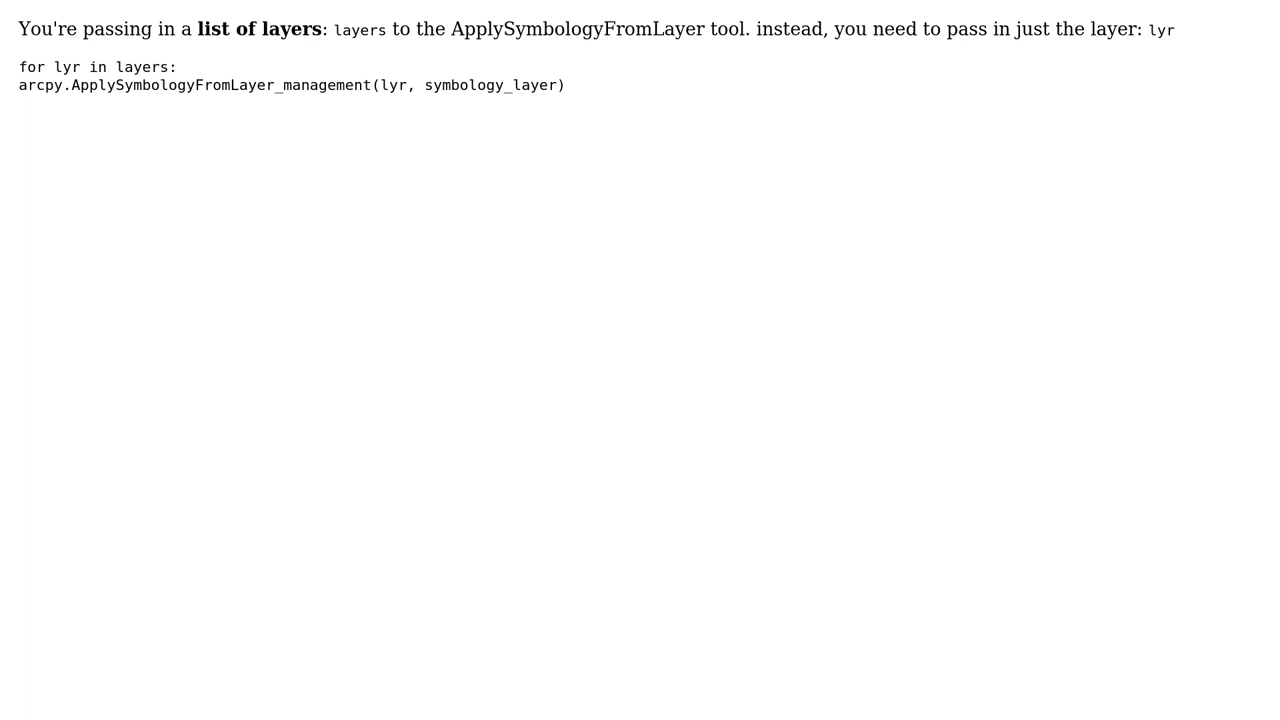 You're passing in a list of layers: layers to the ApplySymbologyFromLayer tool. instead, you need to pass in just the layer: lyr
for lyr in layers:
arcpy.ApplySymbologyFromLayer_management(lyr, symbology_layer)